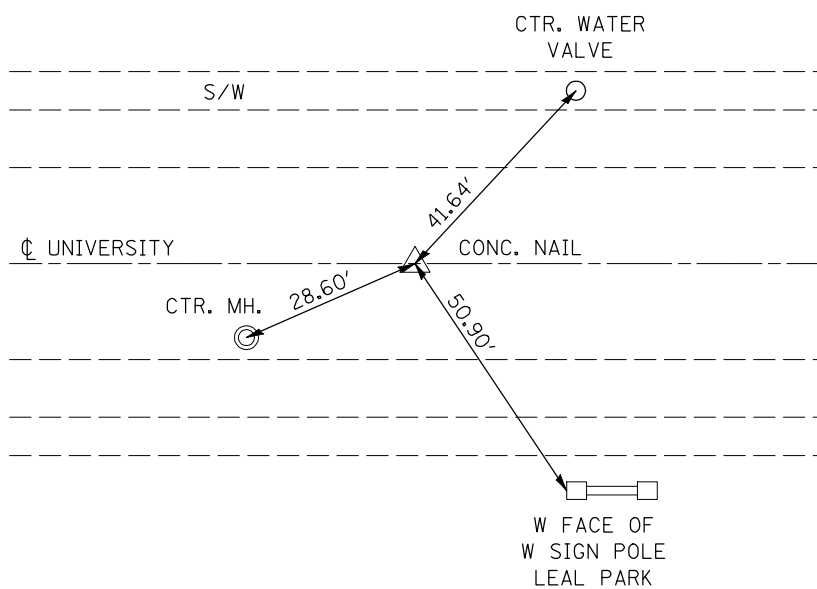 CTR. WATER
VALVE
S/W
41.64'
℄ UNIVERSITY
CONC. NAIL
28.60'
CTR. MH.
50.90'
W FACE OF
W SIGN POLE
LEAL PARK